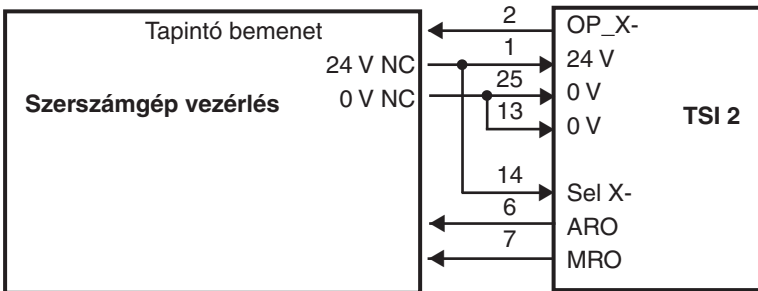 Tapintó bemenet
24 V NC
0 V NC
Szerszámgép vezérlés
2
1
25
13
14
6
7
OP_X-
24 V
0 V
0 V
Sel X-
ARO
MRO
TSI 2